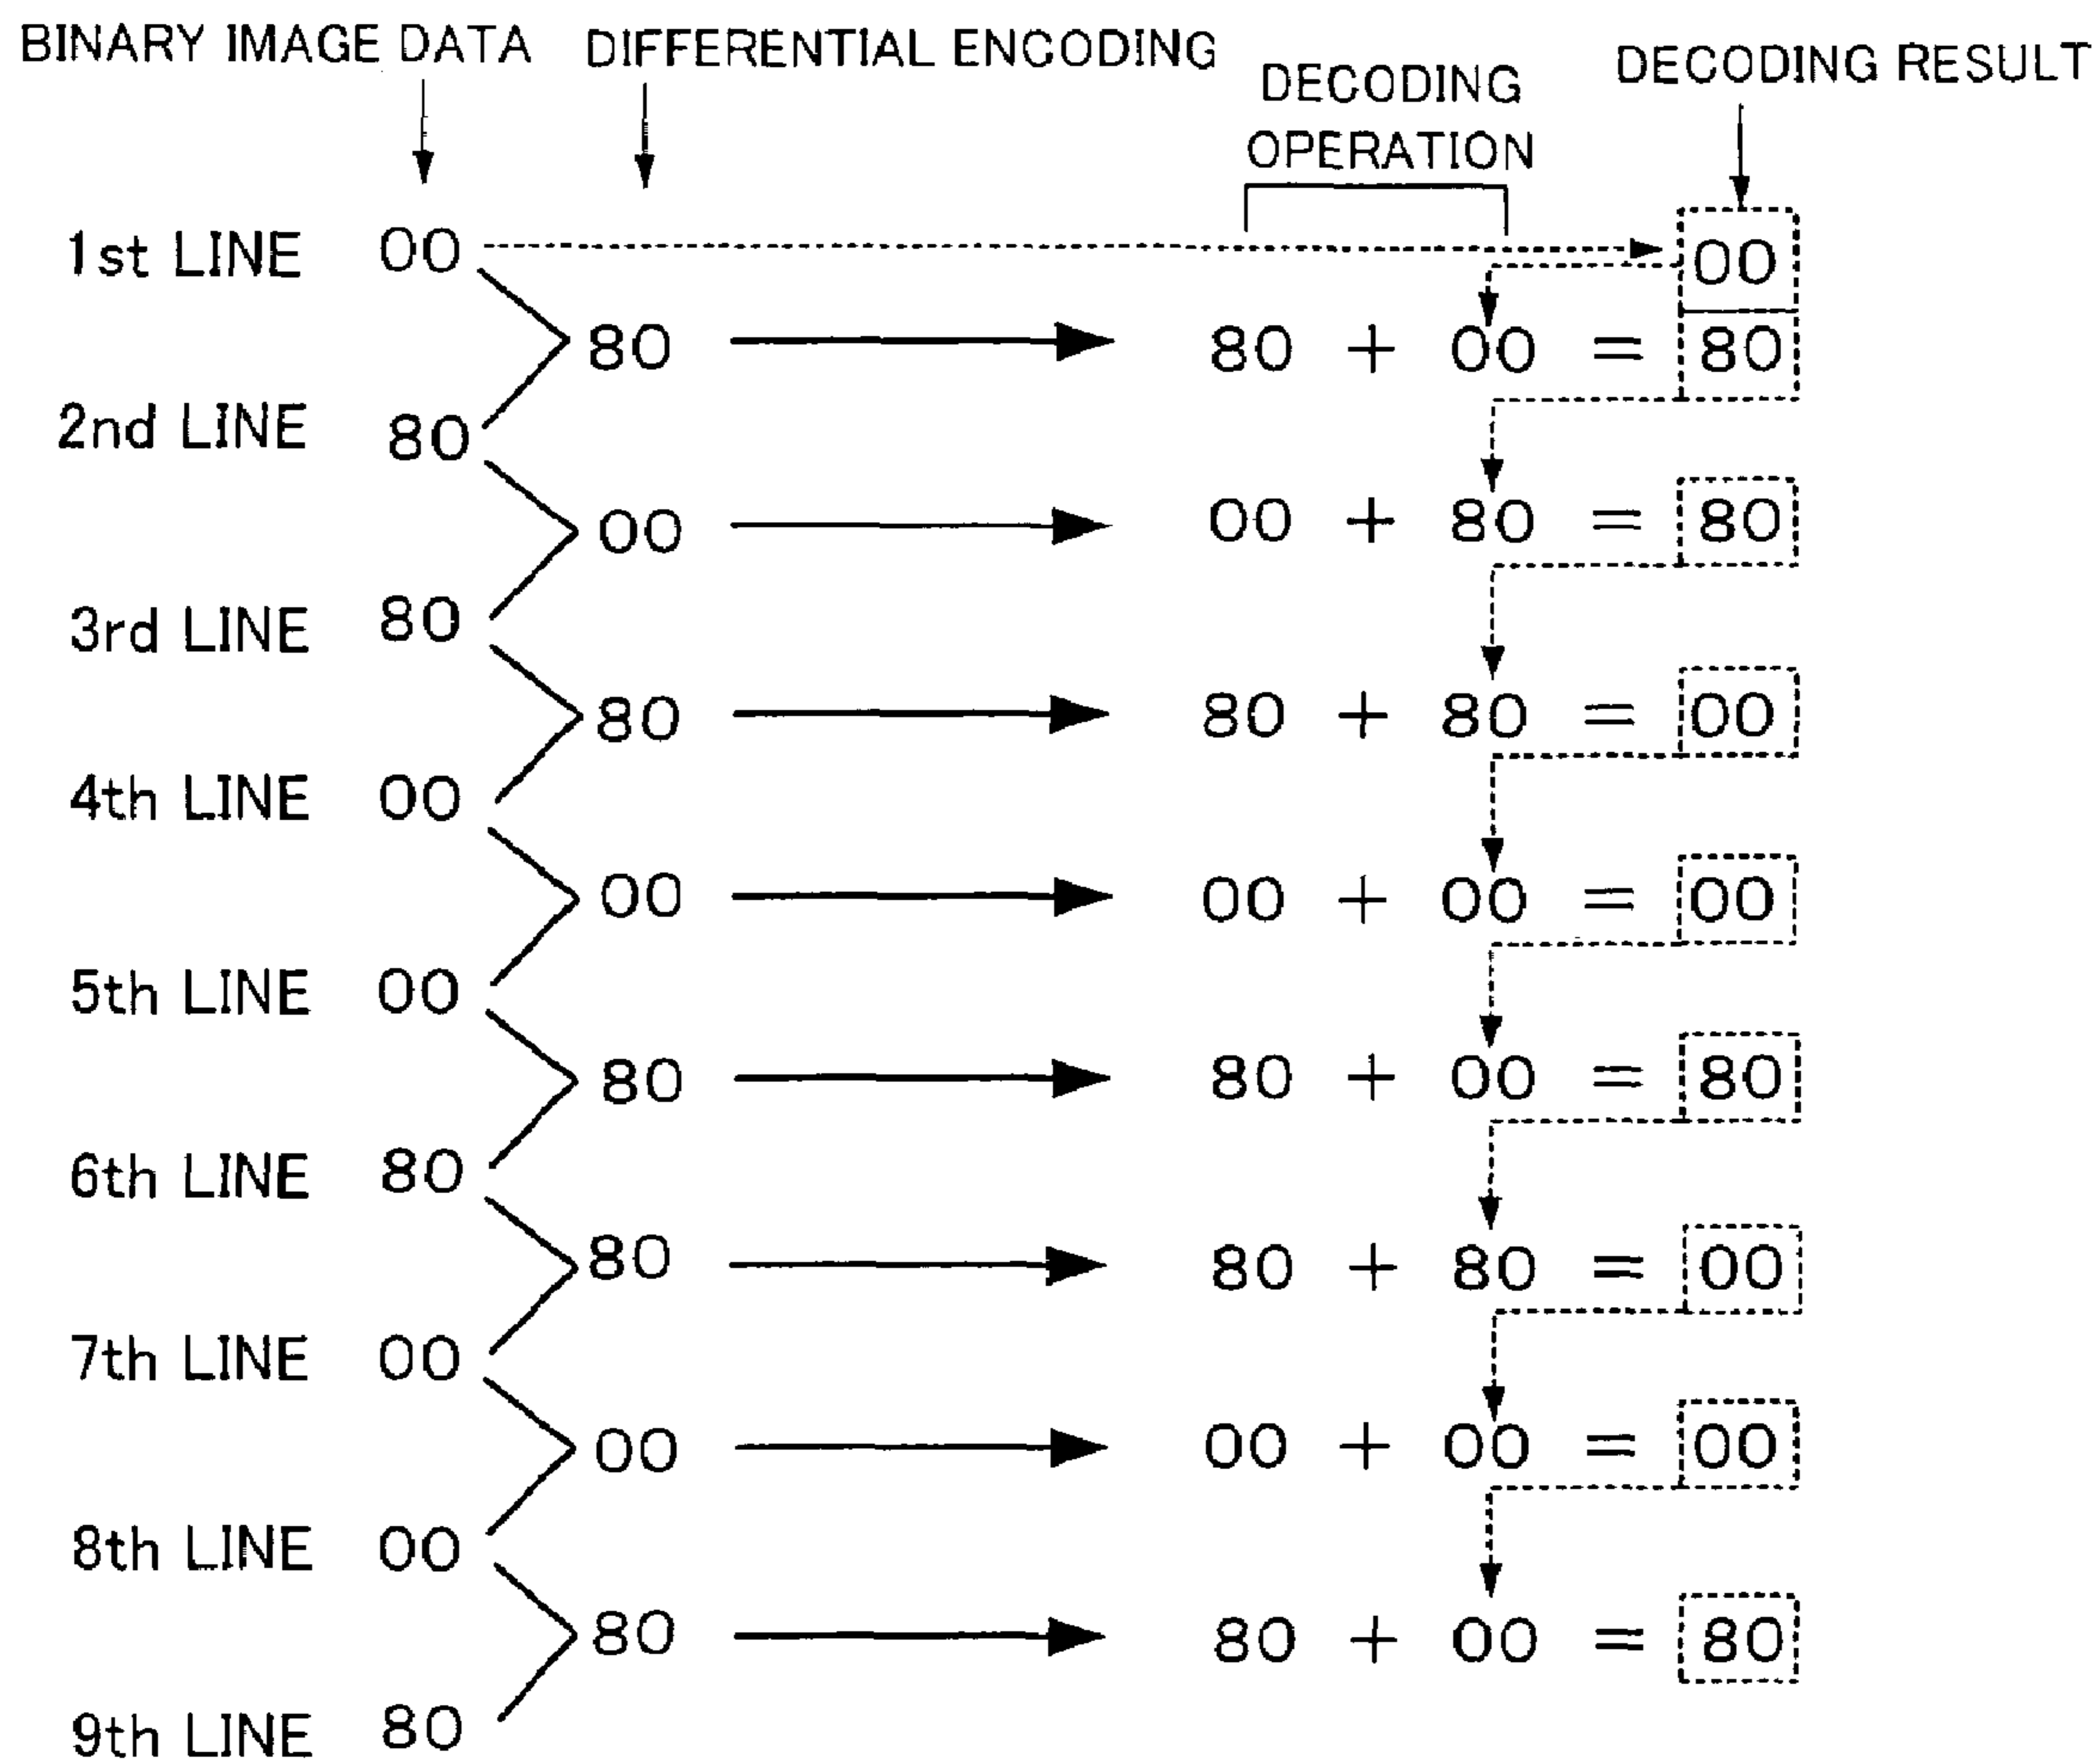 BINARY IMAGE DATA
DIFFERENTIAL ENCODING
DECODING
OPERATION
DECODING RESULT
1st LINE 00 00
80 80 + 00 = 80
2nd LINE 80
00 00 + 80 = 80
3rd LINE 80
80 80 + 80 = 00
4th LINE 00
00 00 + 00 = 00
5th LINE 00
80 80 + 00 = 80
6th LINE 80
80 80 + 80 = 00
7th LINE 00
00 00 + 00 = 00
8th LINE 00
80 80 + 00 = 80
9th LINE 80